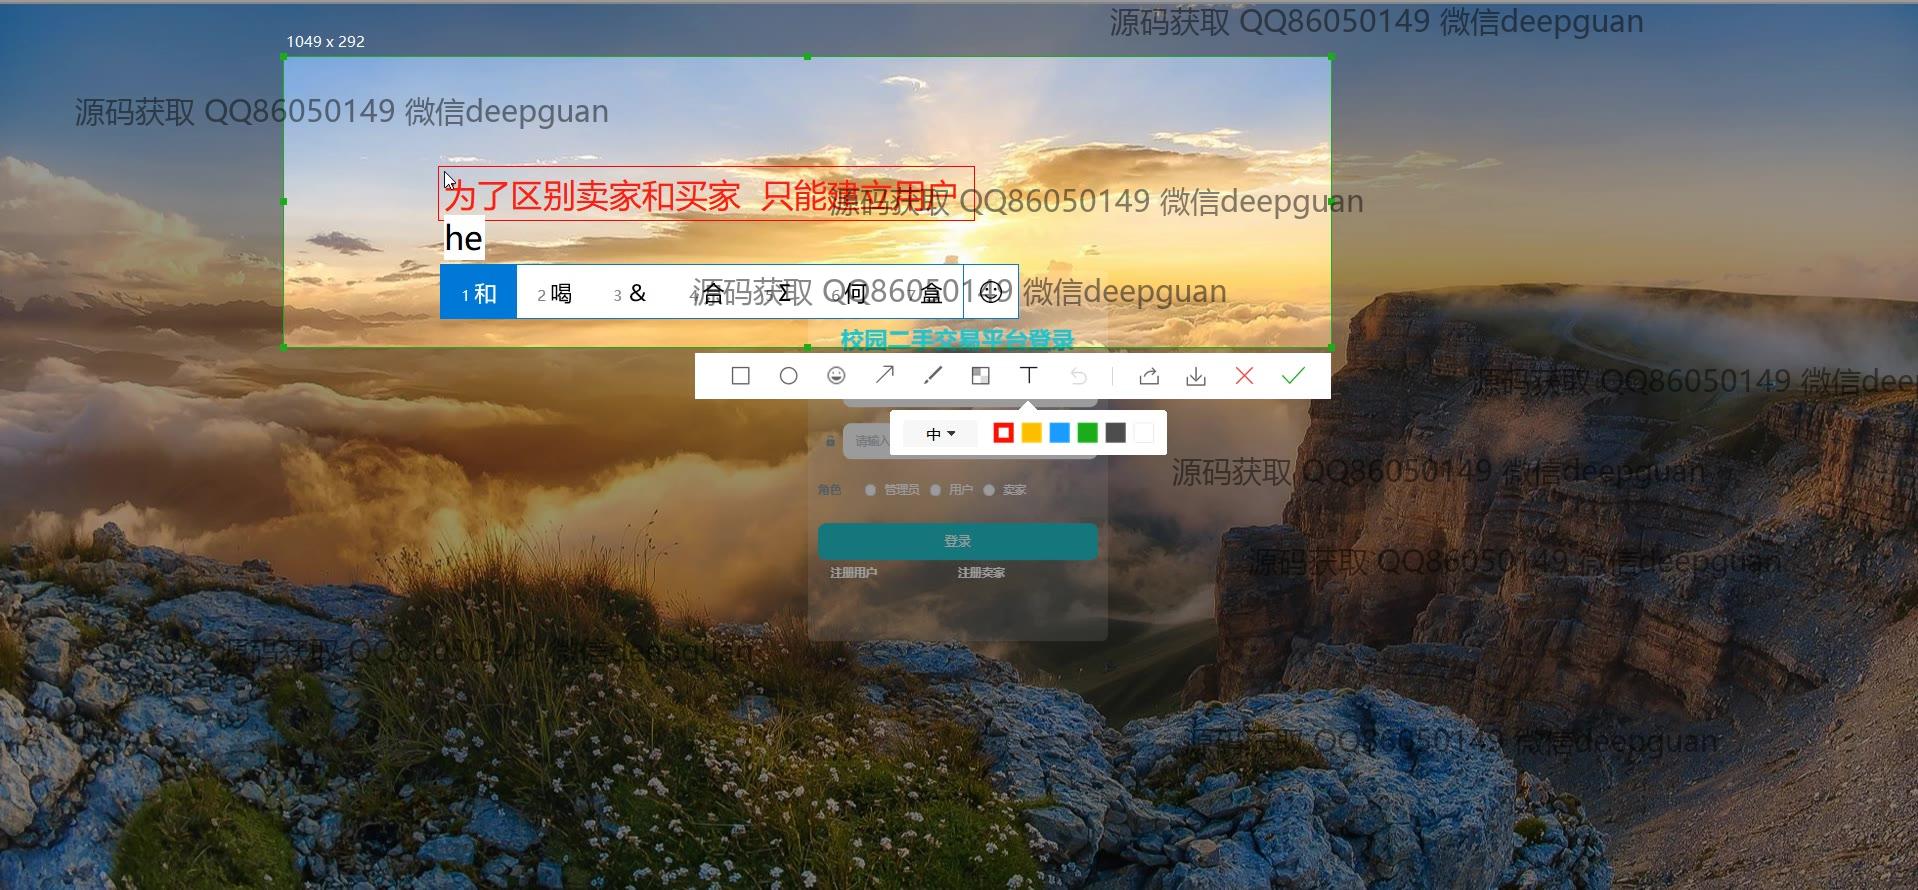 源码获取 QQ86050149 微信deepguan
1049 x 292
源码获取 QQ86050149 微信deepguan
为了区别卖家和买家 只能建立用户
源码获取 QQ86050149 微信deepguan
he
1 和 2 喝 3 & 4 合 Σ 6 何 盒
源码获取 QQ86050149 微信deepguan
校园二手交易平台登录
源码获取 QQ86050149 微信deep
中
请输入
源码获取 QQ86050149 微信deepguan
角色 管理员 用户 卖家
登录
源码获取 QQ86050149 微信deepguan
注册用户 注册卖家
源码获取 QQ86050149 微信deepguan
源码获取 QQ86050149 微信deepguan